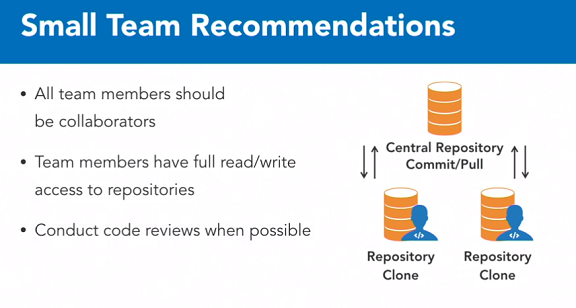 Small Team Recommendations
• All team members should
be collaborators
• Team members have full read/write
access to repositories
• Conduct code reviews when possible
Central Repository
Commit/Pull
</>
Repository
Clone
</>
Repository
Clone